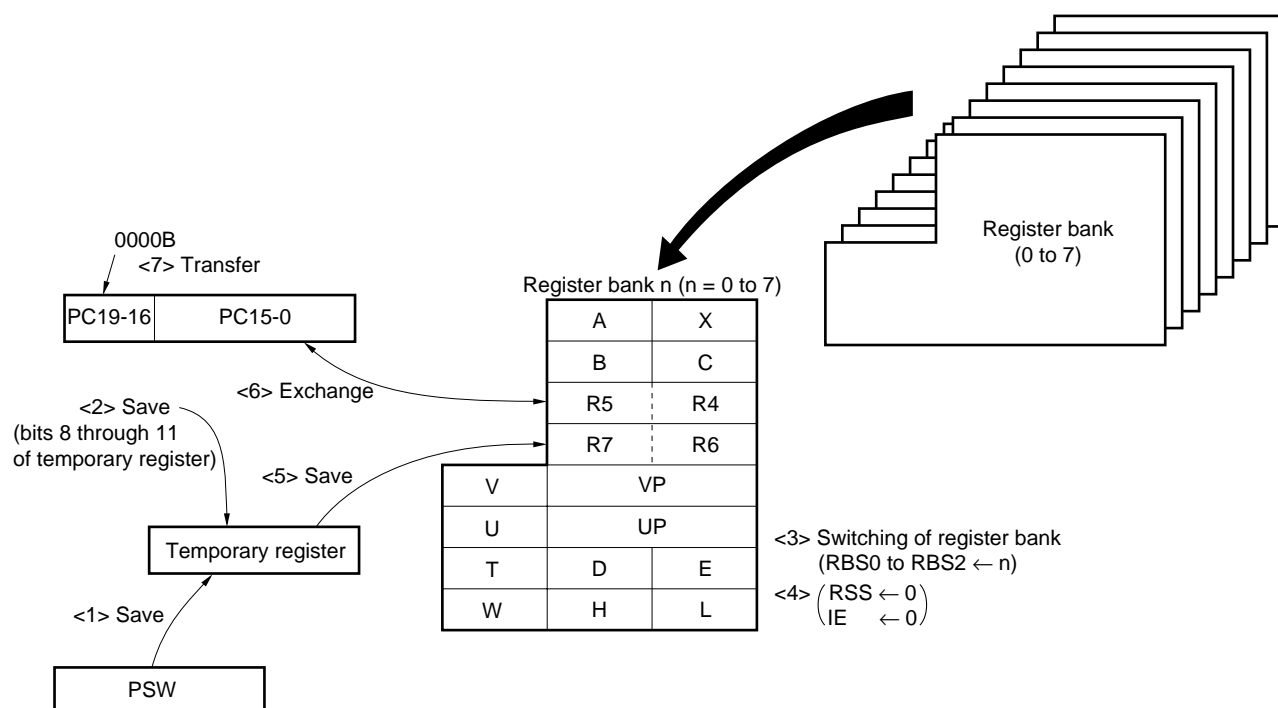 Register bank
(0 to 7)
0000B
<7> Transfer
PC19-16 PC15-0
Register bank n (n = 0 to 7)
A X
B C
<6> Exchange
R5 R4
<2> Save
(bits 8 through 11
of temporary register)
R7 R6
<5> Save
V VP
U UP
Temporary register
T D E
W H L
<3> Switching of register bank
(RBS0 to RBS2 ← n)
<4> (RSS ← 0
IE ← 0)
<1> Save
PSW